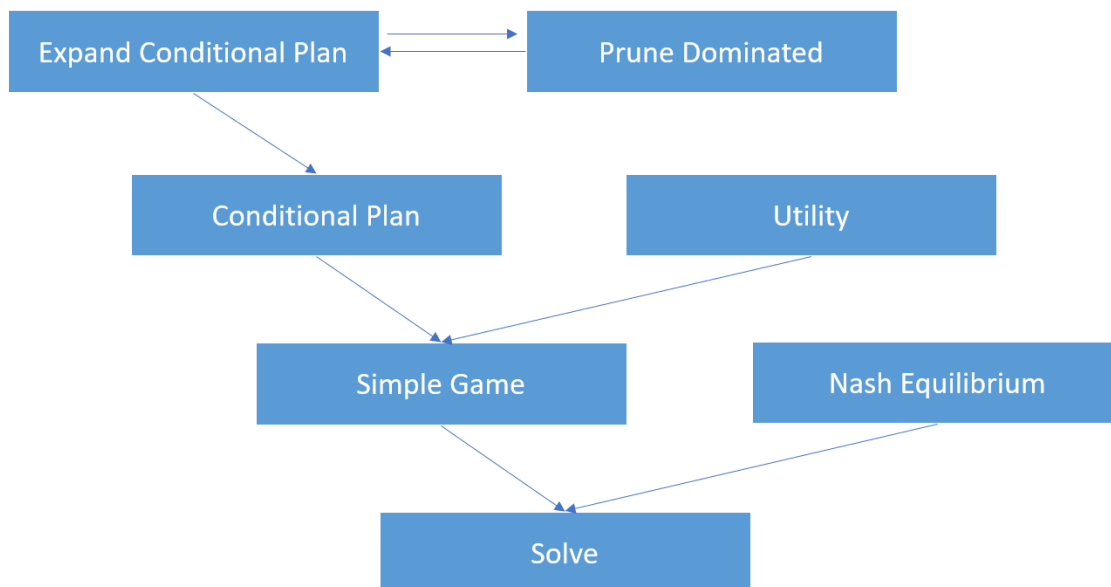 Expand Conditional Plan
Prune Dominated
Conditional Plan
Utility
Simple Game
Nash Equilibrium
Solve